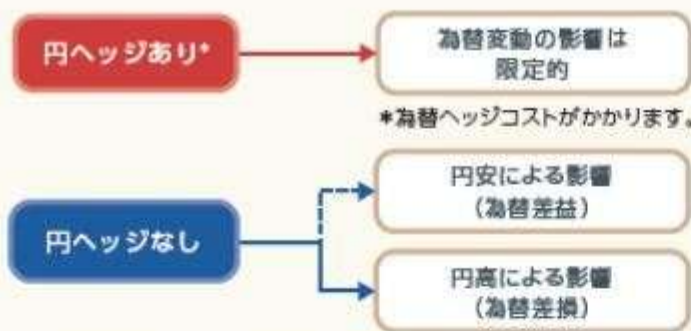 円ヘッジあり*
為替変動の影響は
限定的
*為替ヘッジコストがかかります。
円安による影響
(為替差益)
円ヘッジなし
円高による影響
(為替差損)